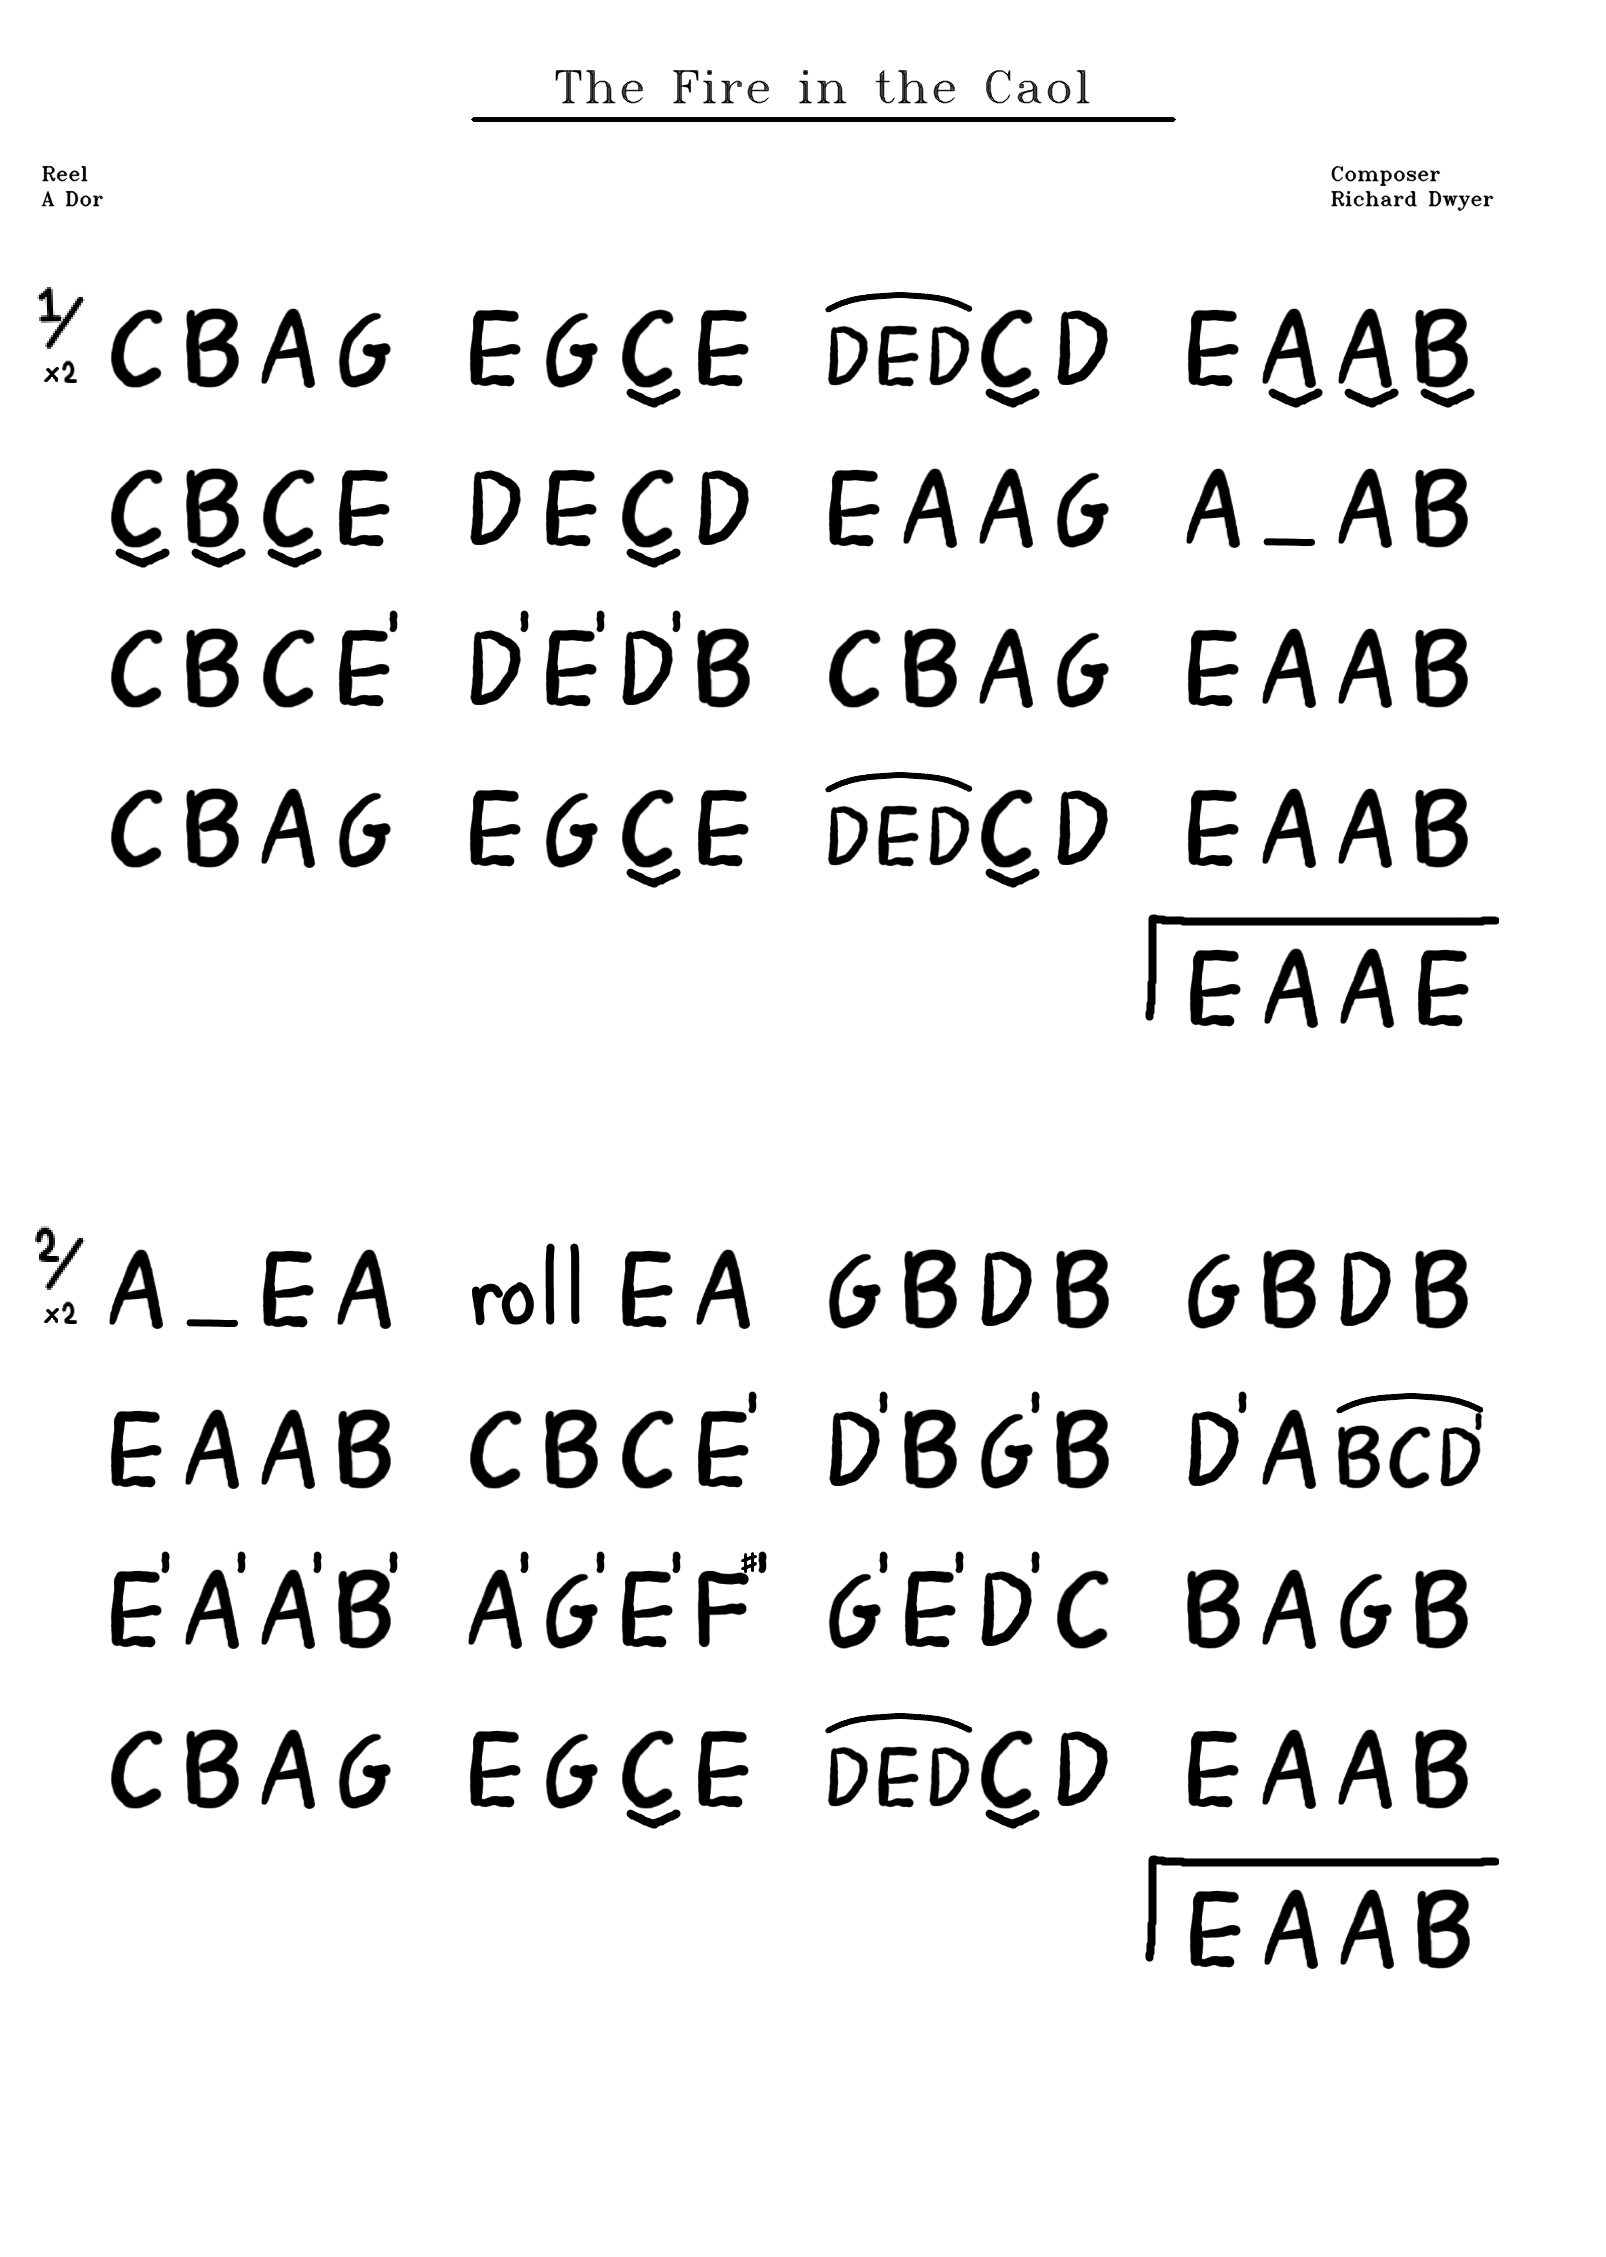 The Fire in the Caol
Reel
A Dor
Composer
Richard Dwyer
1/ x2 CBAG EGCE DEDCD EAAB
CBCE DECD EAAG A_AB
CBCE' D'E'D'B CBAG EAAB
CBAG EGCE DEDCD EAAB
EAAE
2/ x2 A_EA roll EA GBDB GBDB
EAAB CBCE' D'BG'B D'ABCD'
E'A'A'B' A'G'E'F#' G'E'D'C BAGB
CBAG EGCE DEDCD EAAB
EAAB